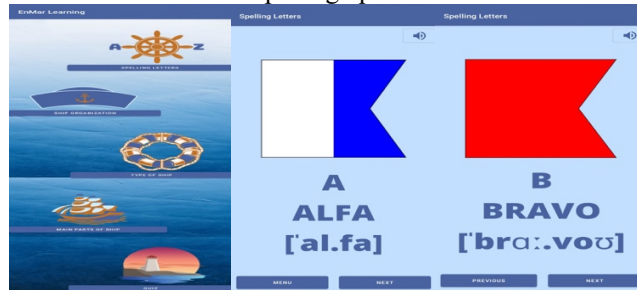 EnMar Learning
A Z
SPELLING LETTERS
SHIP ORGANIZATION
TYPE OF SHIP
MAIN PARTS OF SHIP
QUIZ
Spelling Letters
A
ALFA
[ˈal.fa]
MENU NEXT
Spelling Letters
B
BRAVO
[ˈbrɑː.voʊ]
PREVIOUS NEXT